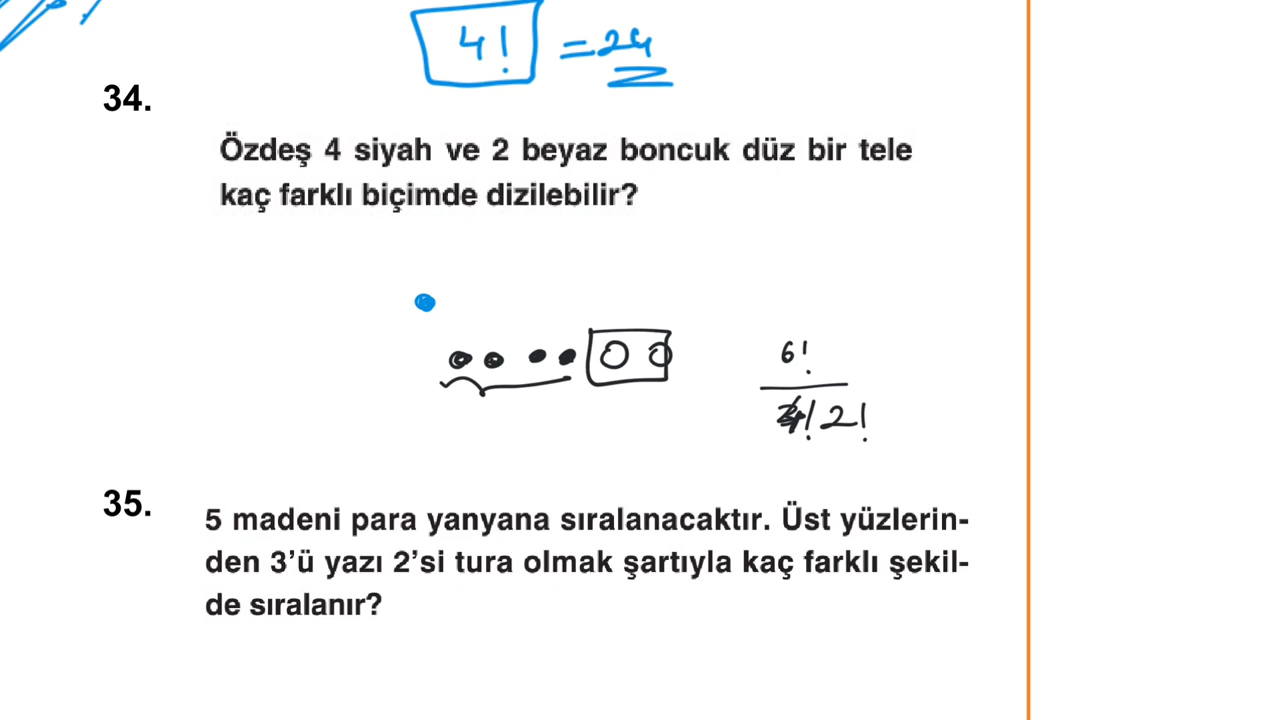 4! = 24
34.
Özdeş 4 siyah ve 2 beyaz boncuk düz bir tele
kaç farklı biçimde dizilebilir?
6!
4! 2!
35.
5 madeni para yanyana sıralanacaktır. Üst yüzlerin-
den 3'ü yazı 2'si tura olmak şartıyla kaç farklı şekil-
de sıralanır?